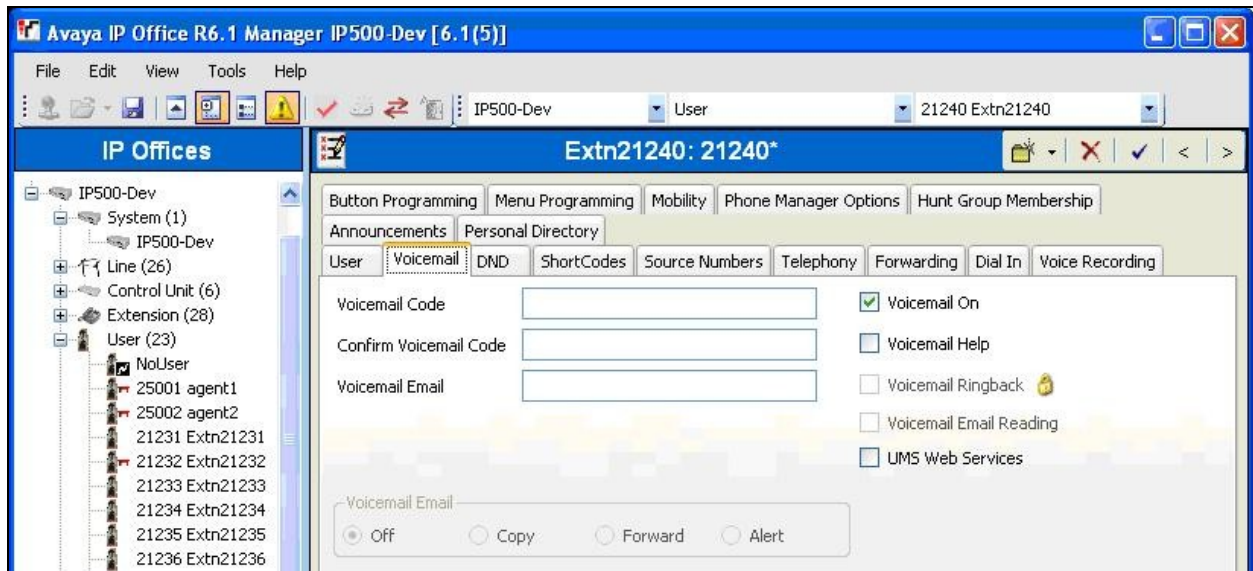 Avaya IP Office R6.1 Manager IP500-Dev [6.1(5)]
File Edit View Tools Help
IP500-Dev User 21240 Extn21240
IP Offices
IP500-Dev
System (1)
IP500-Dev
Line (26)
Control Unit (6)
Extension (28)
User (23)
NoUser
25001 agent1
25002 agent2
21231 Extn21231
21232 Extn21232
21233 Extn21233
21234 Extn21234
21235 Extn21235
21236 Extn21236
Extn21240: 21240*
Button Programming Menu Programming Mobility Phone Manager Options Hunt Group Membership
Announcements Personal Directory
User Voicemail DND ShortCodes Source Numbers Telephony Forwarding Dial In Voice Recording
Voicemail Code
Confirm Voicemail Code
Voicemail Email
Voicemail On
Voicemail Help
Voicemail Ringback
Voicemail Email Reading
UMS Web Services
Voicemail Email
Off Copy Forward Alert